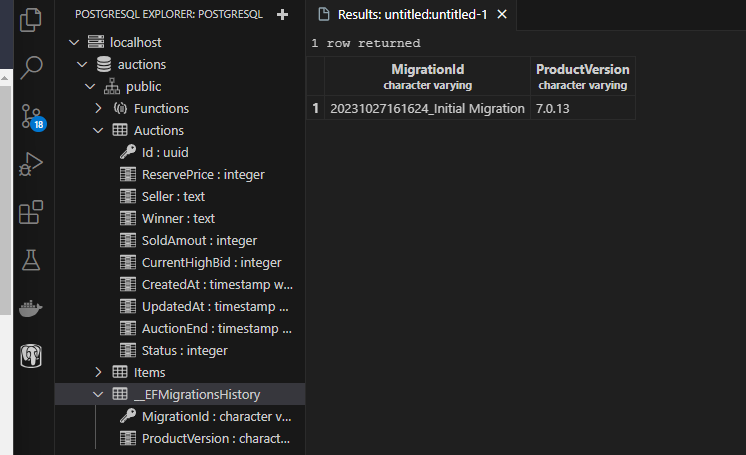 POSTGRESQL EXPLORER: POSTGRESQL
localhost
auctions
public
Functions
Auctions
Id : uuid
ReservePrice : integer
Seller : text
Winner : text
SoldAmout : integer
CurrentHighBid : integer
CreatedAt : timestamp w...
UpdatedAt : timestamp ...
AuctionEnd : timestamp ...
Status : integer
Items
__EFMigrationsHistory
MigrationId : character v...
ProductVersion : charact...
18
Results: untitled:untitled-1
1 row returned
MigrationId ProductVersion
character varying character varying
1 20231027161624_Initial Migration 7.0.13